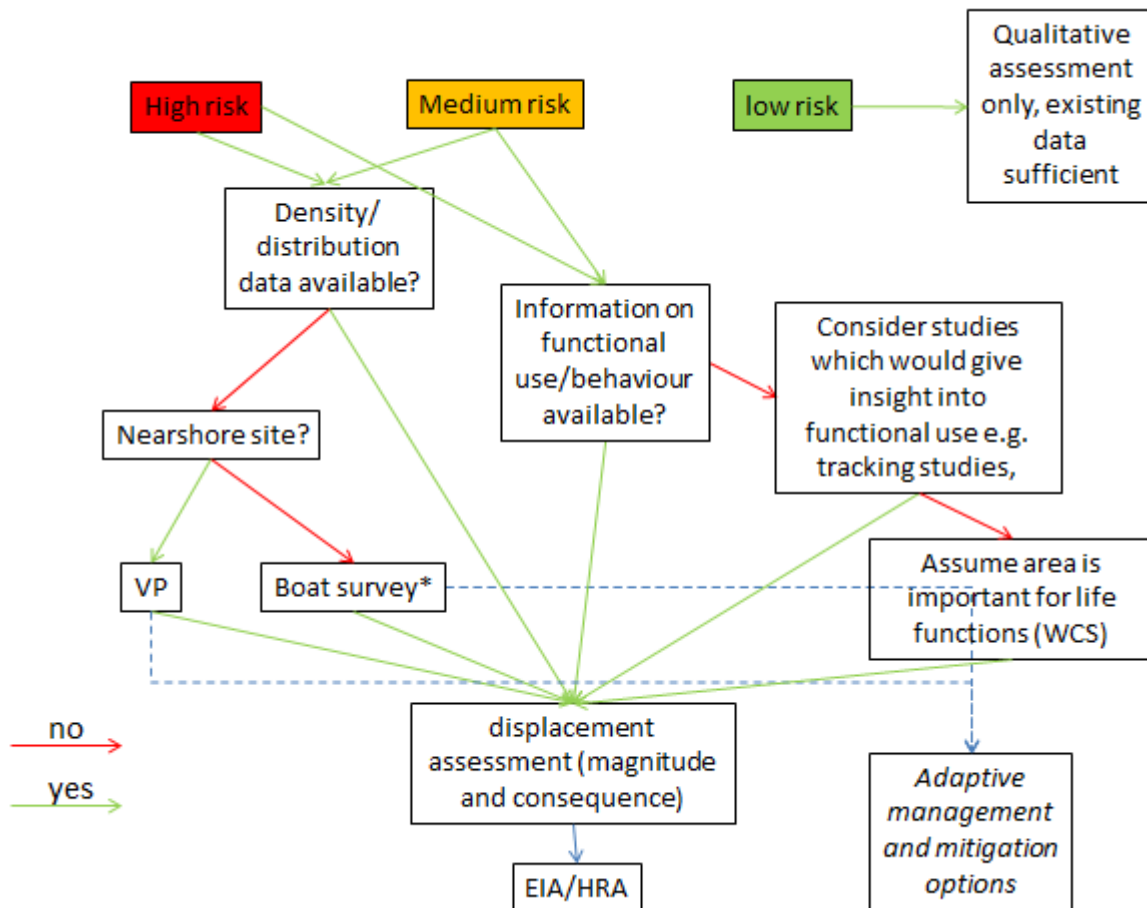 Qualitative
assessment
only, existing
data
sufficient
High risk
Medium risk
low risk
Density/
distribution
data available?
Information on
functional
use/behaviour
available?
Consider studies
which would give
insight into
functional use e.g.
tracking studies,
Nearshore site?
VP
Boat survey*
Assume area is
important for life
functions (WCS)
no
yes
displacement
assessment (magnitude
and consequence)
Adaptive
management
and mitigation
options
EIA/HRA